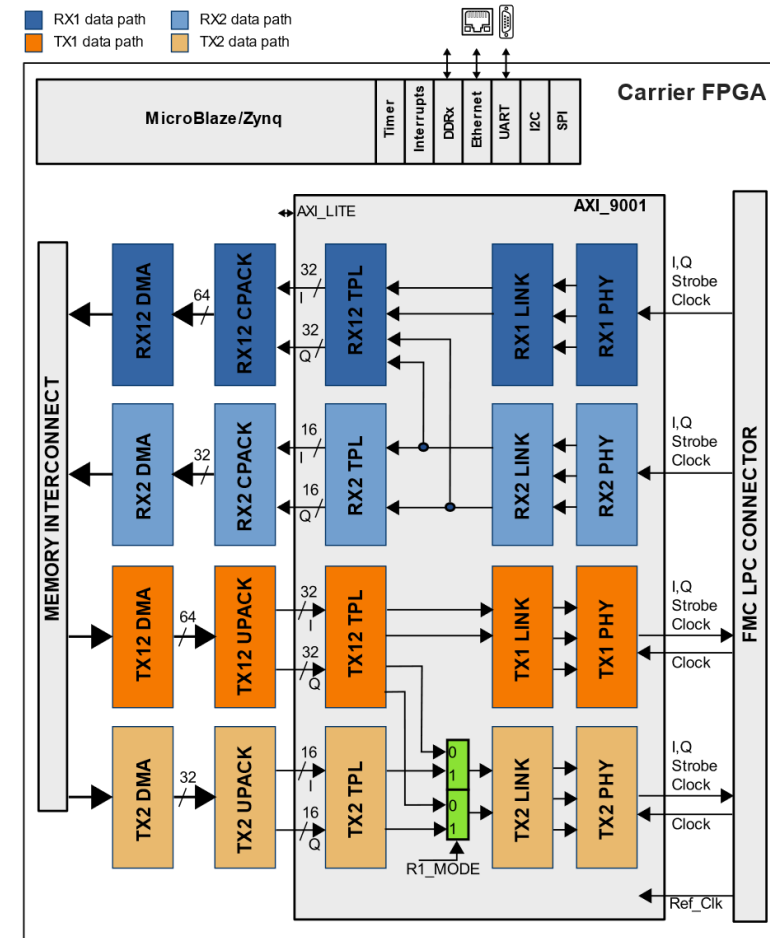 RX1 data path
RX2 data path
TX1 data path
TX2 data path
Carrier FPGA
MicroBlaze/Zynq
Timer
Interrupts
DDRx
Ethernet
UART
I2C
SPI
AXI_LITE
AXI_9001
MEMORY INTERCONNECT
FMC LPC CONNECTOR
RX12 DMA
64
RX12 CPACK
32
I
32
Q
RX12 TPL
RX1 LINK
RX1 PHY
I,Q
Strobe
Clock
RX2 DMA
32
RX2 CPACK
16
I
16
Q
RX2 TPL
RX2 LINK
RX2 PHY
I,Q
Strobe
Clock
TX12 DMA
64
TX12 UPACK
32
I
32
Q
TX12 TPL
TX1 LINK
TX1 PHY
I,Q
Strobe
Clock
Clock
TX2 DMA
32
TX2 UPACK
16
I
16
Q
TX2 TPL
0
1
0
1
R1_MODE
TX2 LINK
TX2 PHY
I,Q
Strobe
Clock
Clock
Ref_Clk